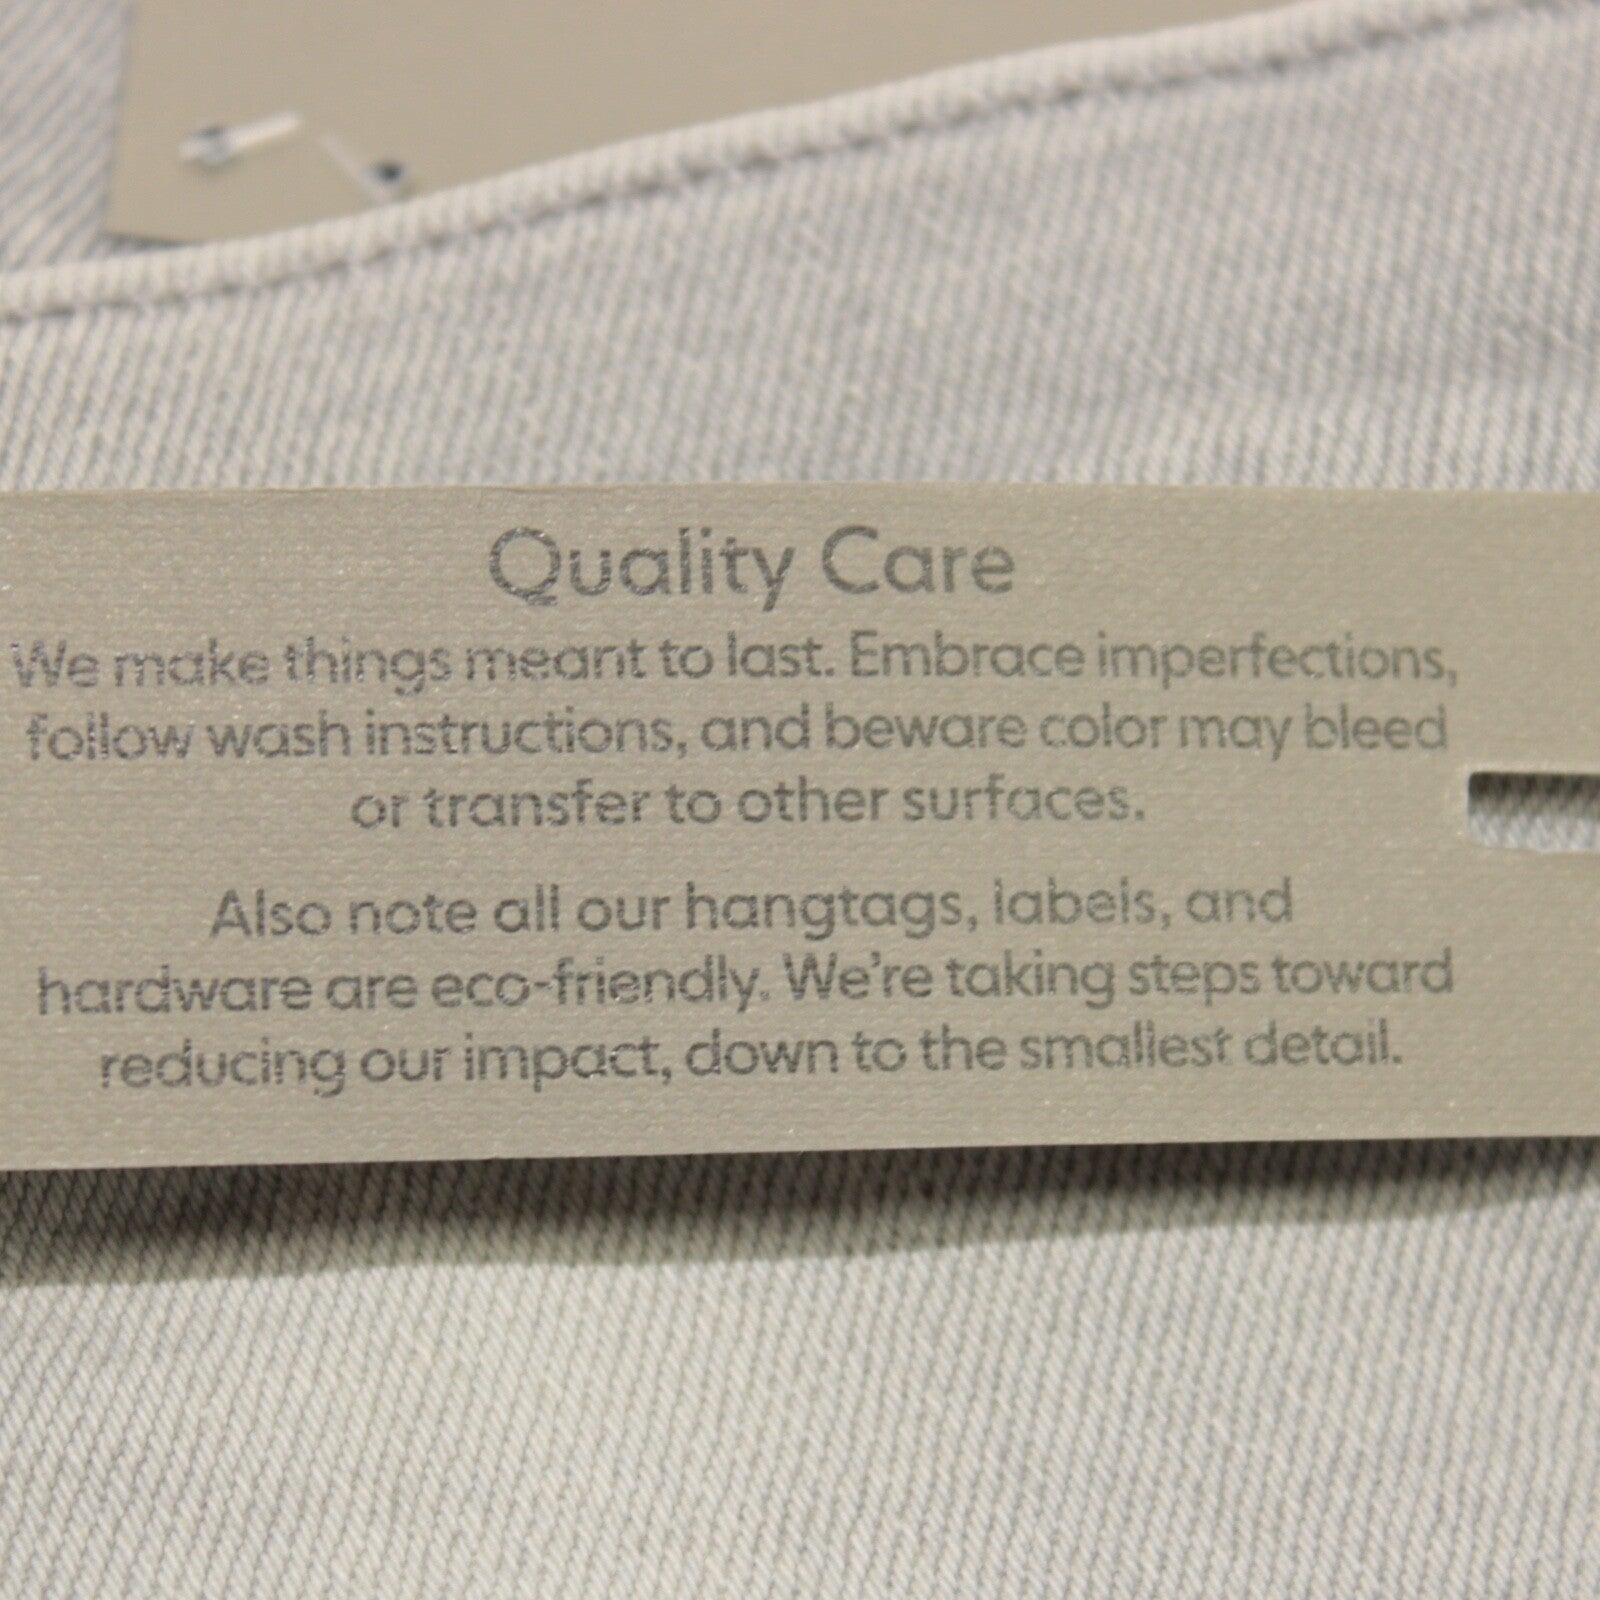 Quality Care
We make things meant to last. Embrace imperfections,
follow wash instructions, and beware color may bleed
or transfer to other surfaces.
Also note all our hangtags, labels, and
hardware are eco-friendly. We're taking steps toward
reducing our impact, down to the smallest detail.